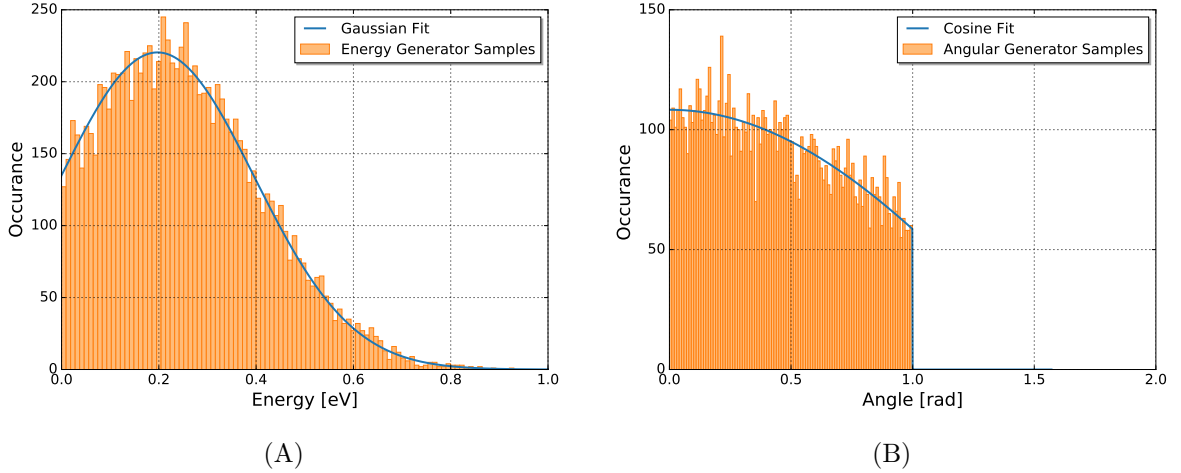 250
200
150
100
50
0
Occurance
0.0 0.2 0.4 0.6 0.8 1.0
Energy [eV]
Gaussian Fit
Energy Generator Samples
(A)
150
100
50
0
Occurance
0.0 0.5 1.0 1.5 2.0
Angle [rad]
Cosine Fit
Angular Generator Samples
(B)